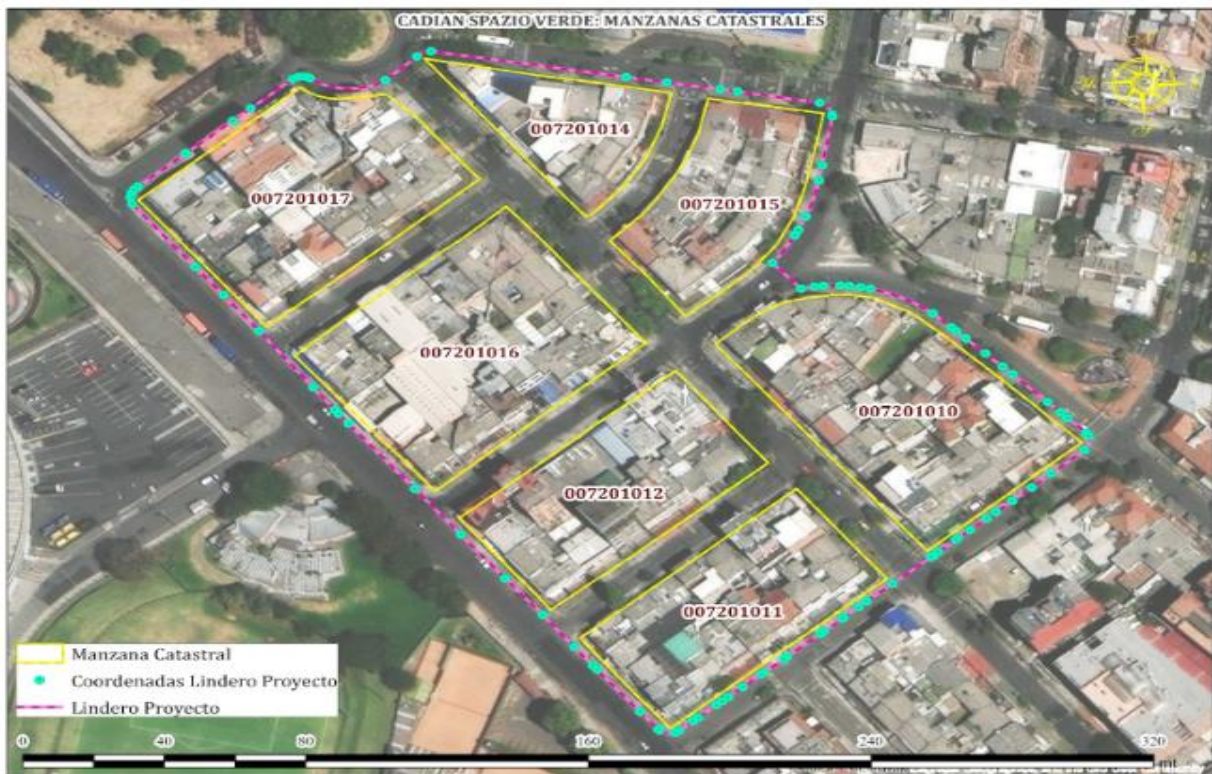 CADIAN SPAZIO VERDE: MANZANAS CATASTRALES
007201014
007201017
007201015
007201016
007201010
007201012
007201011
Manzana Catastral
Coordenadas Lindero Proyecto
Lindero Proyecto
0 40 80 160 240 320
m